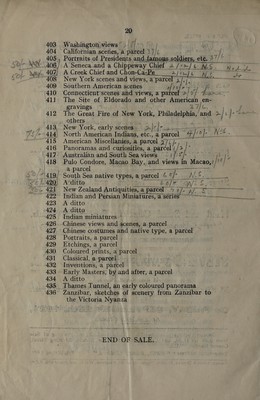 20
403 Washington views
404 Californian scenes, a parcel
405 Portraits of Presidents and famous soldiers, etc.
406 A Seneca and a Chippeway Chief
407 A Creek Chief and Chon-Ca-Pe
408 New York scenes and views, a parcel
409 Southern American scenes
410 Connecticut scenes and views, a parcel
411 The Site of Eldorado and other American en-
gravings
412 The Great Fire of New York, Philadelphia, and
others
413 New York, early scenes
414 North American Indians, etc., a parcel
415 American Miscellanies, a parcel
416 Panoramas and curiosities, a parcel
417 Australian and South Sea views
418 Pulo Condore, Macao Bay, and views in Macao,
a parcel
419 South Sea native types, a parcel
420 A ditto
421 New Zealand Antiquities, a parcel
422 Indian and Persian Miniatures, a series
423 A ditto
424 A ditto
425 Indian miniatures
426 Chinese views and scenes, a parcel
427 Chinese costumes and native type, a parcel
428 Portraits, a parcel
429 Etchings, a parcel
430 Coloured prints, a parcel
431 Classical, a parcel
432 Inventions, a parcel
433 Early Masters, by and after, a parcel
434 A ditto
435 Thames Tunnel, an early coloured panorama
436 Zanzibar, sketches of scenery from Zanzibar to
the Victoria Nyanza
END OF SALE.